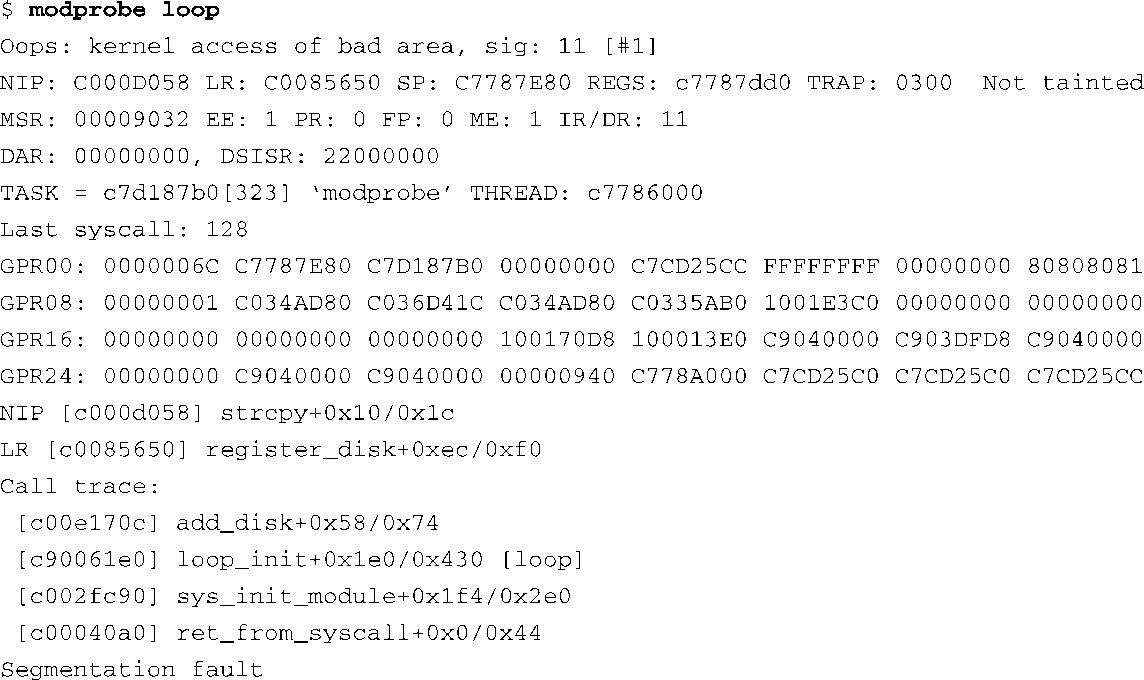 $ modprobe loop
Oops: kernel access of bad area, sig: 11 [#1]
NIP: C000D058 LR: C0085650 SP: C7787E80 REGS: c7787dd0 TRAP: 0300  Not tainted
MSR: 00009032 EE: 1 PR: 0 FP: 0 ME: 1 IR/DR: 11
DAR: 00000000, DSISR: 22000000
TASK = c7d187b0[323] ‘modprobe’ THREAD: c7786000
Last syscall: 128
GPR00: 0000006C C7787E80 C7D187B0 00000000 C7CD25CC FFFFFFFF 00000000 80808081
GPR08: 00000001 C034AD80 C036D41C C034AD80 C0335AB0 1001E3C0 00000000 00000000
GPR16: 00000000 00000000 00000000 100170D8 100013E0 C9040000 C903DFD8 C9040000
GPR24: 00000000 C9040000 C9040000 00000940 C778A000 C7CD25C0 C7CD25C0 C7CD25CC
NIP [c000d058] strcpy+0x10/0x1c
LR [c0085650] register_disk+0xec/0xf0
Call trace:
[c00e170c] add_disk+0x58/0x74
[c90061e0] loop_init+0x1e0/0x430 [loop]
[c002fc90] sys_init_module+0x1f4/0x2e0
[c00040a0] ret_from_syscall+0x0/0x44
Segmentation fault